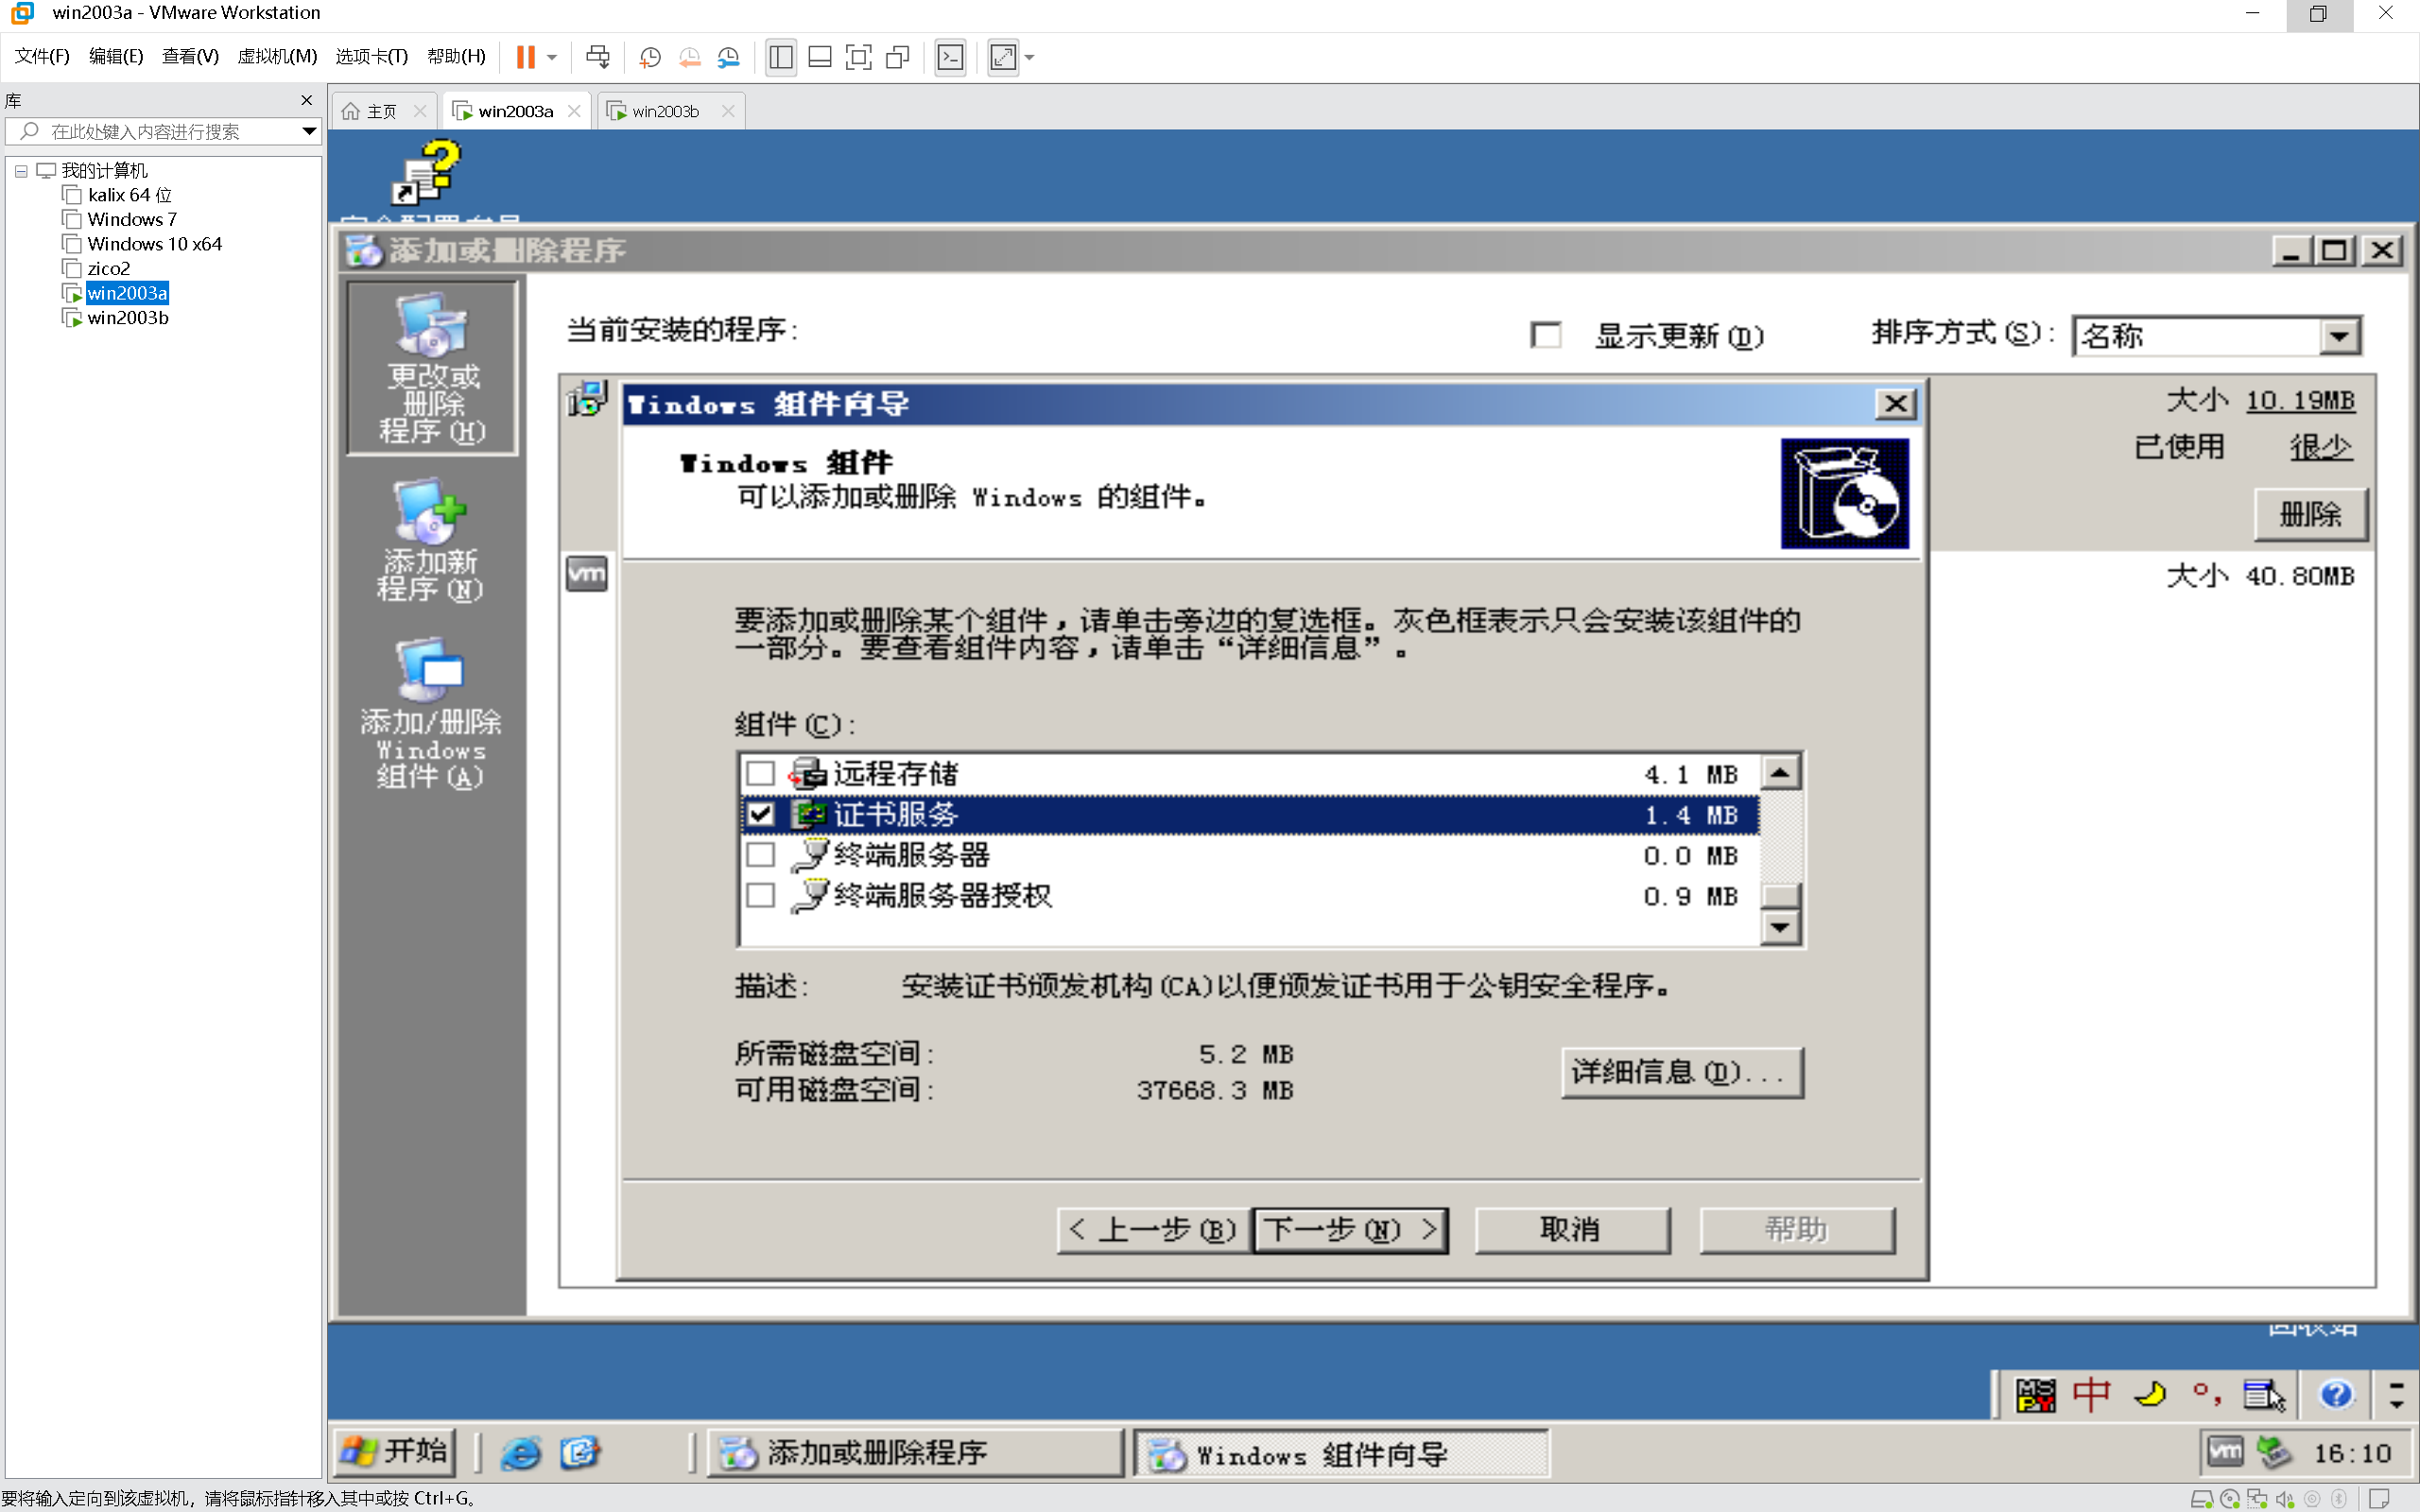 win2003a - VMware Workstation
文件(F) 编辑(E) 查看(V) 虚拟机(M) 选项卡(T) 帮助(H)
库
在此处键入内容进行搜索
我的计算机
kalix 64 位
Windows 7
Windows 10 x64
zico2
win2003a
win2003b
主页 win2003a win2003b
安全配置向导
添加或删除程序
更改或
删除
程序(H)
添加新
程序(N)
添加/删除
Windows
组件(A)
当前安装的程序: 显示更新(D) 排序方式(S): 名称
大小 10.19MB
已使用 很少
删除
vm
大小 40.80MB
Windows 组件向导
Windows 组件
可以添加或删除 Windows 的组件。
要添加或删除某个组件，请单击旁边的复选框。灰色框表示只会安装该组件的
一部分。要查看组件内容，请单击“详细信息”。
组件(C):
远程存储 4.1 MB
证书服务 1.4 MB
终端服务器 0.0 MB
终端服务器授权 0.9 MB
描述: 安装证书颁发机构(CA)以便颁发证书用于公钥安全程序。
所需磁盘空间: 5.2 MB
可用磁盘空间: 37668.3 MB
详细信息(D)...
< 上一步(B) 下一步(N) > 取消 帮助
回收站
中
开始 添加或删除程序 Windows 组件向导 vm 16:10
要将输入定向到该虚拟机，请将鼠标指针移入其中或按 Ctrl+G。